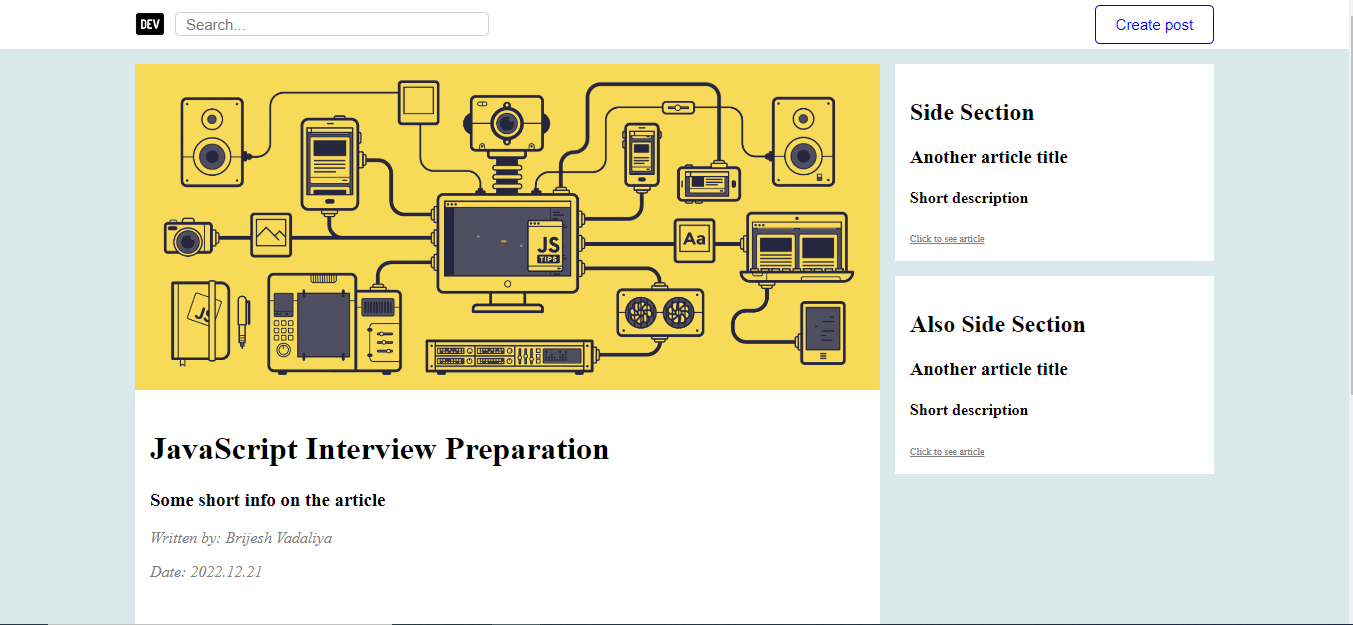 DEV
Search...
Create post
JS
TIPS
Aa
JS
JavaScript Interview Preparation
Some short info on the article
Written by: Brijesh Vadaliya
Date: 2022.12.21
Side Section
Another article title
Short description
Click to see article
Also Side Section
Another article title
Short description
Click to see article